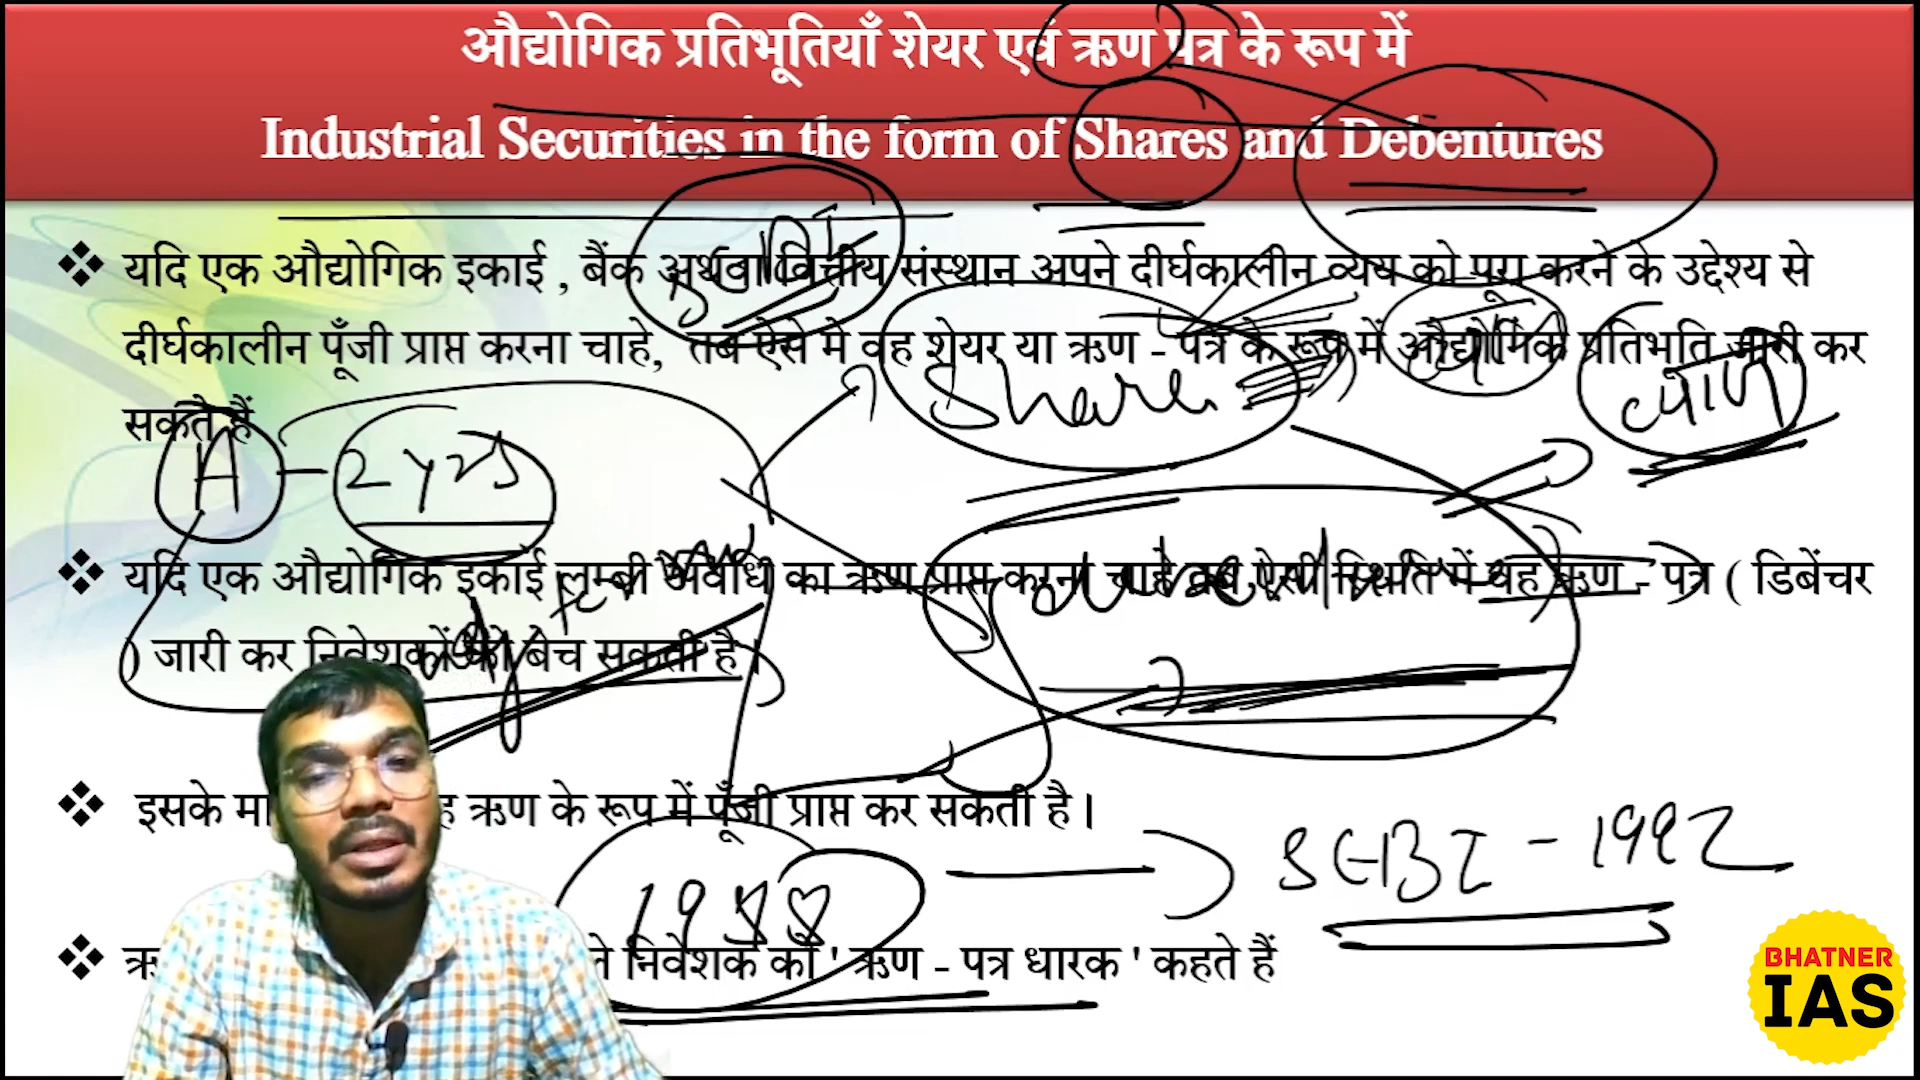 औद्योगिक प्रतिभूतियाँ शेयर एवं ऋण पत्र के रूप में
Industrial Securities in the form of Shares and Debentures
❖ यदि एक औद्योगिक इकाई , बैंक अथवा वित्तीय संस्थान अपने दीर्घकालीन व्यय को पूरा करने के उद्देश्य से
दीर्घकालीन पूँजी प्राप्त करना चाहे, तब ऐसे में वह शेयर या ऋण - पत्र के रूप में औद्योगिक प्रतिभूति जारी कर
सकते हैं
Share
A - 2 yrs
❖ यदि एक औद्योगिक इकाई लम्बी अवधि का ऋण प्राप्त करना चाहे तब ऐसी स्थिति में वह ऋण - पत्र ( डिबेंचर
) जारी कर निवेशकों को बेच सकती है ।
❖ इसके मा ह ऋण के रूप में पूँजी प्राप्त कर सकती है ।
SEBI - 1992
1988
❖ ऋ ने निवेशक को ' ऋण - पत्र धारक ' कहते हैं
BHATNER
IAS